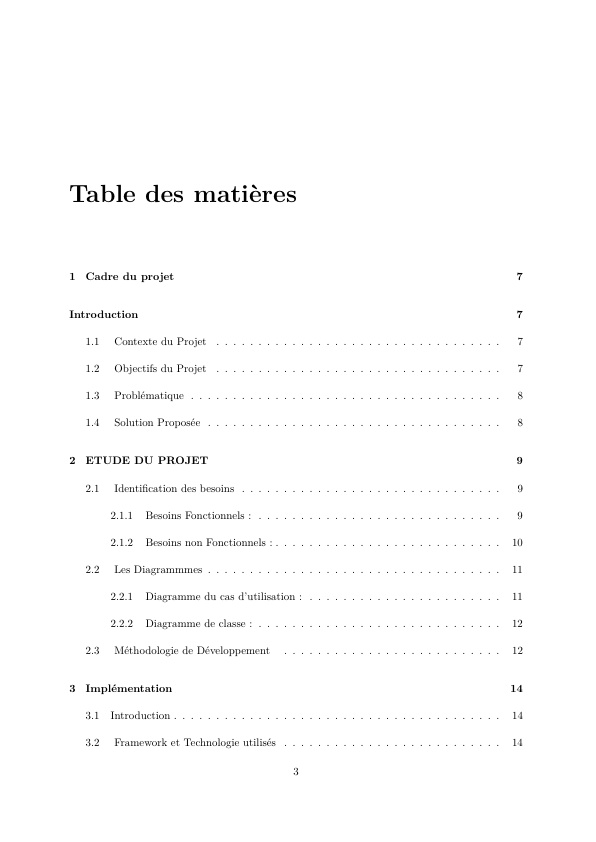 Table des matières
1 Cadre du projet 7
Introduction 7
1.1 Contexte du Projet . . . . . . . . . . . . . . . . . . . . . . . . . . . . . . . . . . 7
1.2 Objectifs du Projet . . . . . . . . . . . . . . . . . . . . . . . . . . . . . . . . . . 7
1.3 Problématique . . . . . . . . . . . . . . . . . . . . . . . . . . . . . . . . . . . . . 8
1.4 Solution Proposée . . . . . . . . . . . . . . . . . . . . . . . . . . . . . . . . . . . 8
2 ETUDE DU PROJET 9
2.1 Identification des besoins . . . . . . . . . . . . . . . . . . . . . . . . . . . . . . . 9
2.1.1 Besoins Fonctionnels : . . . . . . . . . . . . . . . . . . . . . . . . . . . . . 9
2.1.2 Besoins non Fonctionnels : . . . . . . . . . . . . . . . . . . . . . . . . . . . 10
2.2 Les Diagrammmes . . . . . . . . . . . . . . . . . . . . . . . . . . . . . . . . . . . 11
2.2.1 Diagramme du cas d'utilisation : . . . . . . . . . . . . . . . . . . . . . . . 11
2.2.2 Diagramme de classe : . . . . . . . . . . . . . . . . . . . . . . . . . . . . . 12
2.3 Méthodologie de Développement . . . . . . . . . . . . . . . . . . . . . . . . . . 12
3 Implémentation 14
3.1 Introduction . . . . . . . . . . . . . . . . . . . . . . . . . . . . . . . . . . . . . . . 14
3.2 Framework et Technologie utilisés . . . . . . . . . . . . . . . . . . . . . . . . . . 14
3